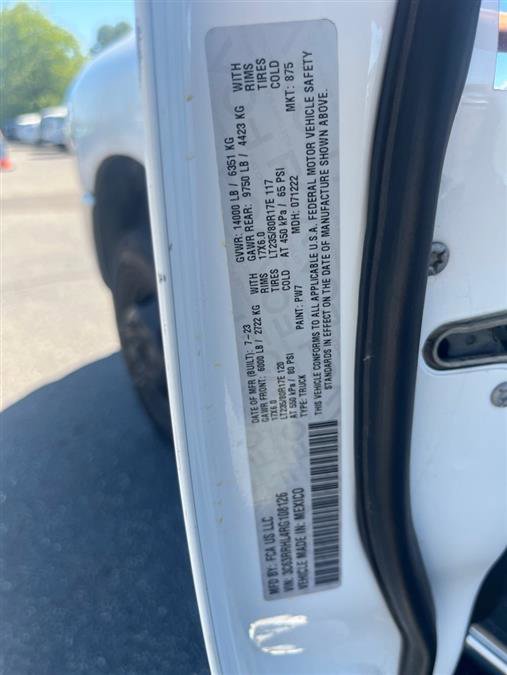 MFD BY: FCA US LLC
DATE OF MFR (BUILT): 7-23
GVWR: 14000 LB / 6351 KG
GAWR FRONT: 6000 LB / 2722 KG WITH
GAWR REAR: 9750 LB / 4423 KG WITH
17X6.0 RIMS
17X6.0 RIMS
LT235/80R17E 120 TIRES
LT235/80R17E 117 TIRES
AT 550 kPa / 80 PSI COLD
AT 450 kPa / 65 PSI COLD
TYPE: TRUCK PAINT: PW7 MDH: 071222 MKT: 875
THIS VEHICLE CONFORMS TO ALL APPLICABLE U.S.A. FEDERAL MOTOR VEHICLE SAFETY
STANDARDS IN EFFECT ON THE DATE OF MANUFACTURE SHOWN ABOVE.
VIN: 3C63RRHLARG108126
VEHICLE MADE IN: MEXICO